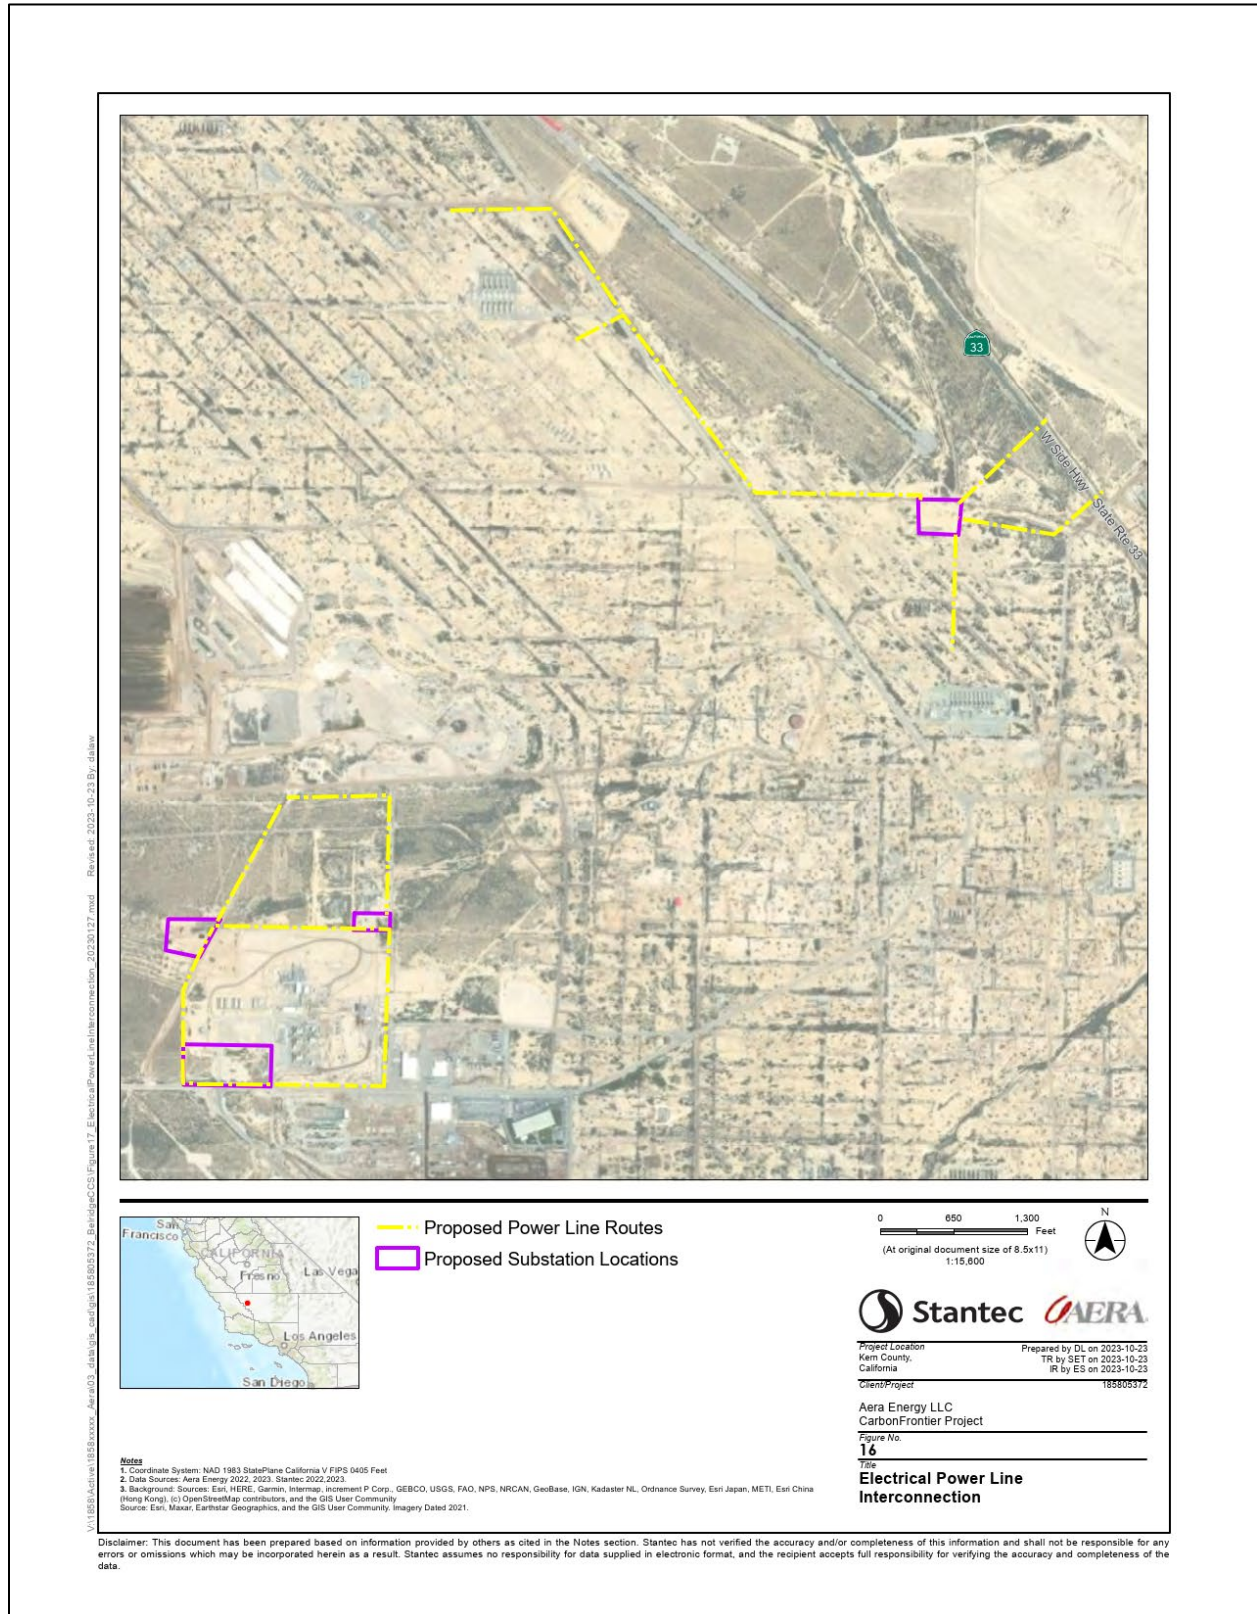 33
W Side Hwy
State Rte 33
V:\1858\Active\1858xxxxx_Aera\03_data\gis_cad\gis\185805372_BelridgeCCS\Figure17_ElectricalPowerLineInterconnection_20230127.mxd Revised: 2023-10-23 By: dalaw
San
Francisco
CALIFORNIA
Fresno
Las Vega
Los Angeles
San Diego
Proposed Power Line Routes
Proposed Substation Locations
0 650 1,300
Feet
(At original document size of 8.5x11)
1:15,600
N
Stantec
AERA
Project Location
Kern County,
California
Prepared by DL on 2023-10-23
TR by SET on 2023-10-23
IR by ES on 2023-10-23
Client/Project 185805372
Aera Energy LLC
CarbonFrontier Project
Figure No.
16
Title
Electrical Power Line
Interconnection
Notes
1. Coordinate System: NAD 1983 StatePlane California V FIPS 0405 Feet
2. Data Sources: Aera Energy 2022, 2023. Stantec 2022,2023.
3. Background: Sources: Esri, HERE, Garmin, Intermap, increment P Corp., GEBCO, USGS, FAO, NPS, NRCAN, GeoBase, IGN, Kadaster NL, Ordnance Survey, Esri Japan, METI, Esri China
(Hong Kong), (c) OpenStreetMap contributors, and the GIS User Community
Source: Esri, Maxar, Earthstar Geographics, and the GIS User Community. Imagery Dated 2021.
Disclaimer: This document has been prepared based on information provided by others as cited in the Notes section. Stantec has not verified the accuracy and/or completeness of this information and shall not be responsible for any
errors or omissions which may be incorporated herein as a result. Stantec assumes no responsibility for data supplied in electronic format, and the recipient accepts full responsibility for verifying the accuracy and completeness of the
data.